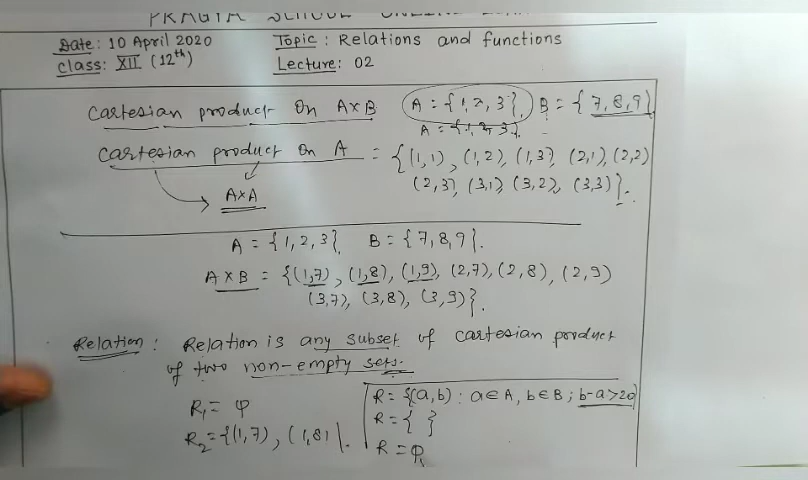 Date: 10 April 2020 Topic: Relations and functions
Class: XII (12th) Lecture: 02
Cartesian product On A×B A = {1, 2, 3}, B = {7, 8, 9}
A = {1, 2, 3}.
Cartesian product On A = {(1,1), (1,2), (1,3), (2,1), (2,2)
(2,3), (3,1), (3,2), (3,3)}.
A×A
A = {1, 2, 3} B = {7, 8, 9}.
A × B = {(1,7), (1,8), (1,9), (2,7), (2,8), (2,9)
(3,7), (3,8), (3,9)}.
Relation: Relation is any subset of cartesian product
of two non-empty sets.
R = {(a, b) : a ∈ A, b ∈ B; b-a>20}
R₁ = φ
R = { }
R₂ = {(1,7), (1,8)}.
R = φ